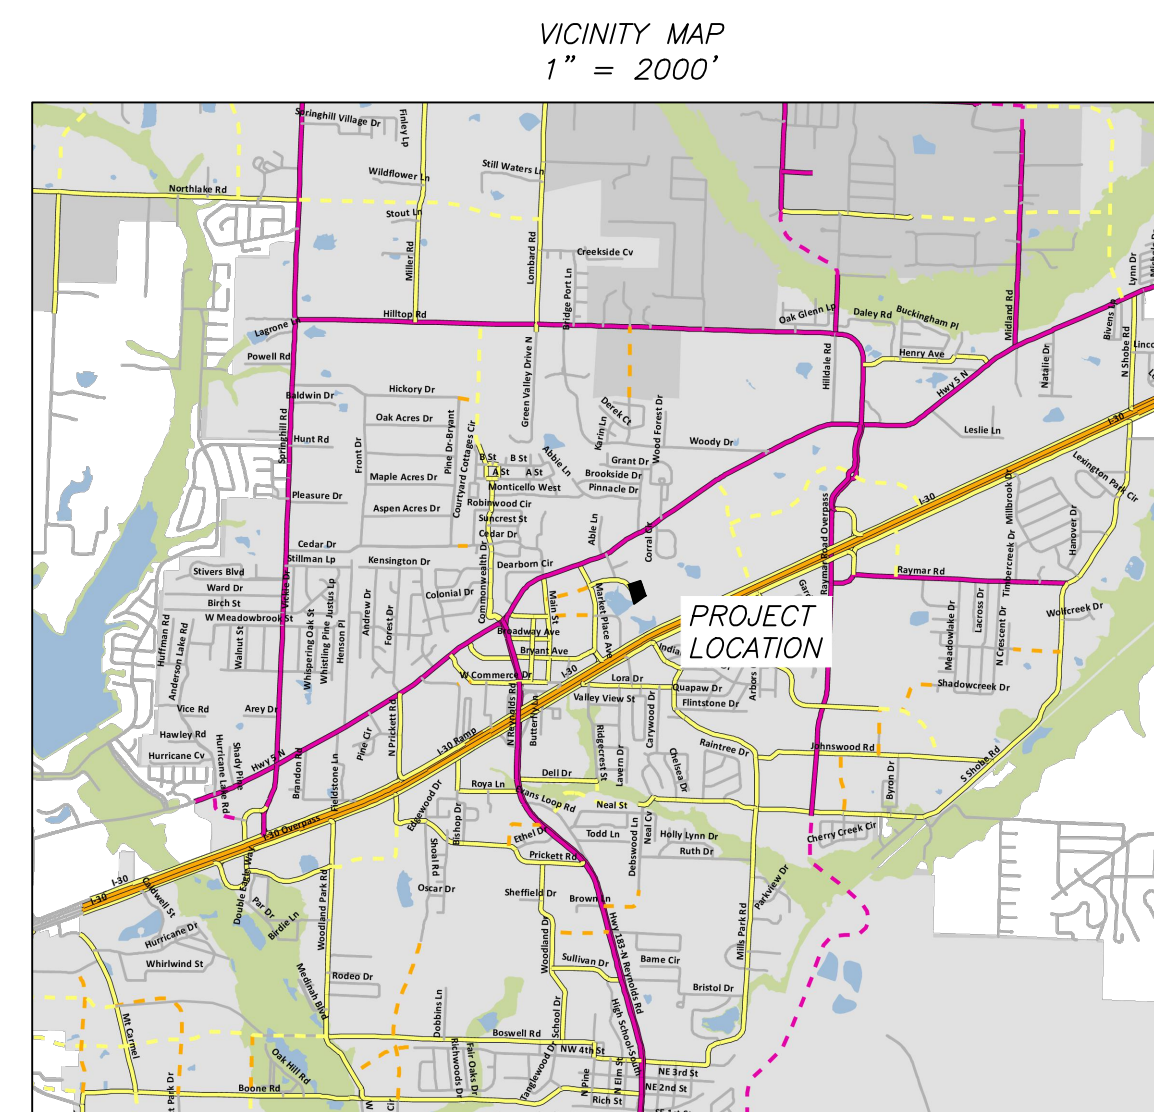 VICINITY MAP
1" = 2000'
Springhill Village Dr
Finley Lp
Still Waters Ln
Wildflower Ln
Northlake Rd
Stout Ln
Miller Rd
Lombard Rd
Creekside Cv
Bridge Port Ln
Lynn Dr
Hilltop Rd
Oak Glenn Lp
Daley Rd
Buckingham Pl
Midland Rd
Bivens Ln
N Shobe Rd
Lagrone Ln
Powell Rd
Green Valley Drive N
Hilldale Rd
Henry Ave
Natalie Dr
Hwy 5 N
Baldwin Dr
Hickory Dr
Oak Acres Dr
Derek Ct
Karin Ln
Wood Forest Dr
I-30
Springhill Rd
Hunt Rd
Front Dr
Pine Dr-Bryant
Courtyard Cottages Cir
Woody Dr
Leslie Ln
B St
B St
A St
A St
Abbie Ln
Grant Dr
Brookside Dr
Pinnacle Dr
Maple Acres Dr
Monticello West
Lexington Park Cir
Pleasure Dr
Robinwood Cir
Aspen Acres Dr
Suncrest St
Cedar Dr
Able Ln
Corral Cir
Raymar Road Overpass
I-30
Millbrook Dr
Hanover Dr
Cedar Dr
Stillman Lp
Kensington Dr
Dearborn Cir
Stivers Blvd
Ward Dr
Birch St
W Meadowbrook St
Vickie Dr
Justus Lp
Colonial Dr
Commonwealth Dr
Main St
Market Place Ave
Raymar Rd
Timbercreek Dr
Wolfcreek Dr
PROJECT
LOCATION
Huffman Rd
Anderson Lake Rd
Walnut St
Whispering Oak St
Whistling Pine
Henson Pl
Andrew Dr
Forest Dr
Broadway Ave
Bryant Ave
Meadowlake Dr
Lacross Dr
N Crescent Dr
W Commerce Dr
I-30
Lora Dr
Quapaw Dr
Flintstone Dr
Shadowcreek Dr
Vice Rd
Arey Dr
Valley View St
Hawley Rd
Hurricane Cv
Hurricane Lake Rd
Shady Pine
Hwy 5 N
Brandon Rd
Fieldstone Ln
Pine Cir
N Prickett Rd
I-30 Ramp
N Reynolds Rd
Butterfly Ln
Ridgecrest St
Lavern Dr
Carywood Dr
Chelsea Dr
Raintree Dr
Johnswood Rd
S Shobe Rd
Byron Dr
Dell Dr
Roya Ln
Evans Loop Rd
Neal St
I-30 Overpass
Edgewood Dr
Bishop Dr
Ethel Dr
Todd Ln
Debswood Ln
Neal Cv
Holly Lynn Dr
Ruth Dr
Cherry Creek Cir
Prickett Rd
Shoal Rd
I-30
I-30
Caldwell St
Double Eagle Way
Par Dr
Birdie Ln
Woodland Park Rd
Oscar Dr
Sheffield Dr
Brown Ln
Parkview Dr
Mills Park Rd
Hurricane Dr
Whirlwind St
Woodland Dr
Hwy 183-N Reynolds Rd
Sullivan Dr
Bame Cir
Rodeo Dr
Medinah Blvd
Bristol Dr
Mt Carmel
Dobbins Ln
School Dr
High School-South
Boswell Rd
NW 4th St
Oak Hill Rd
Richwoods Dr
Fair Oaks Dr
Tanglewood Dr
N Pine
N Elm St
NE 3rd St
NE 2nd St
Boone Rd
Rich St